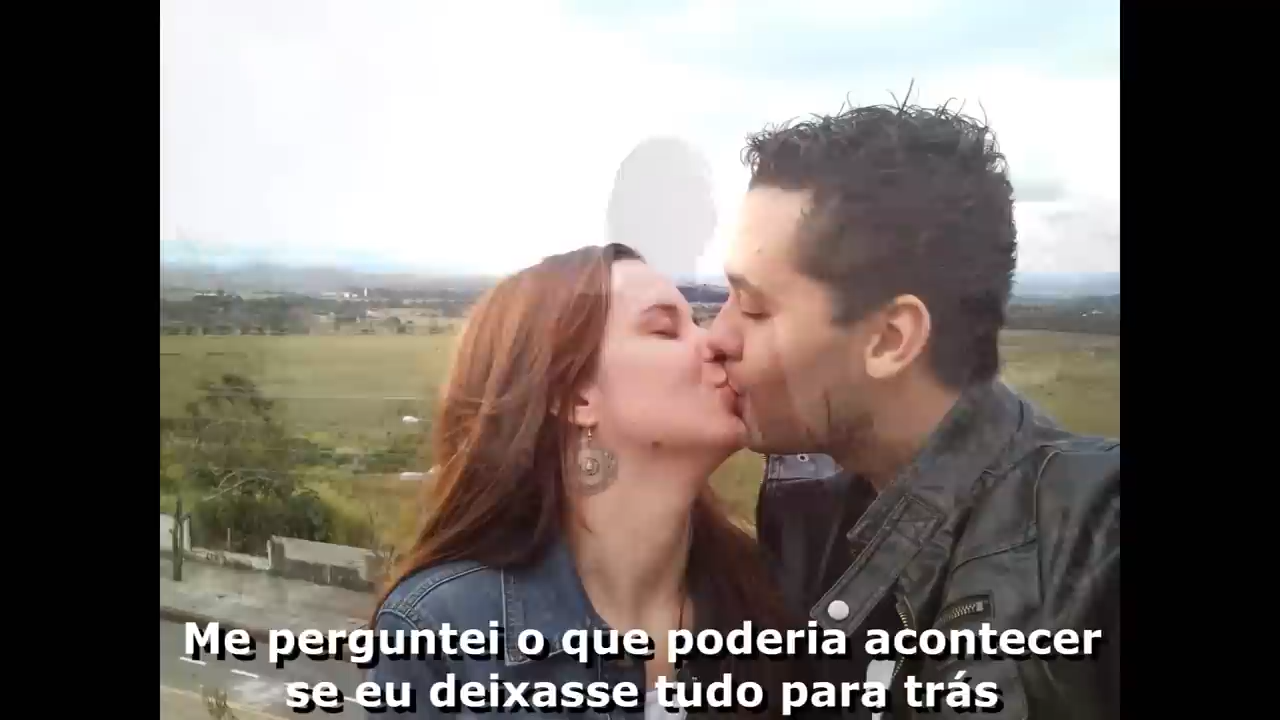 Me perguntei o que poderia acontecer
se eu deixasse tudo para trás